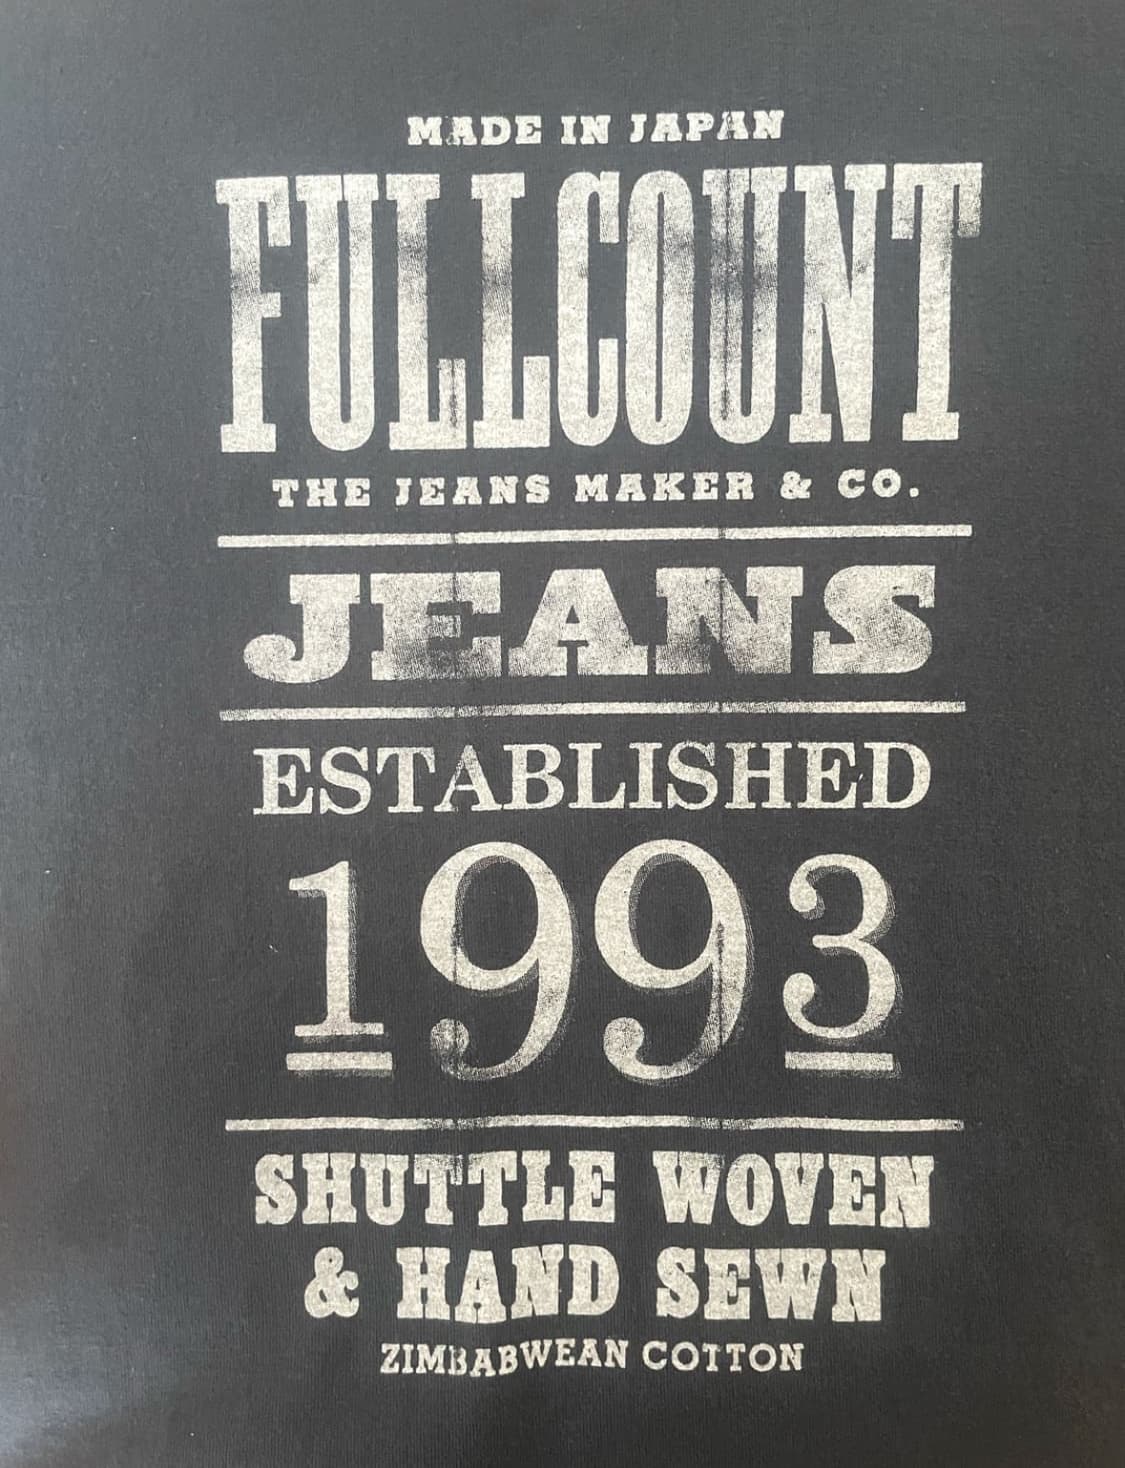 MADE IN JAPAN
FULLCOUNT
THE JEANS MAKER & CO.
JEANS
ESTABLISHED
1993
SHUTTLE WOVEN
& HAND SEWN
ZIMBABWEAN COTTON